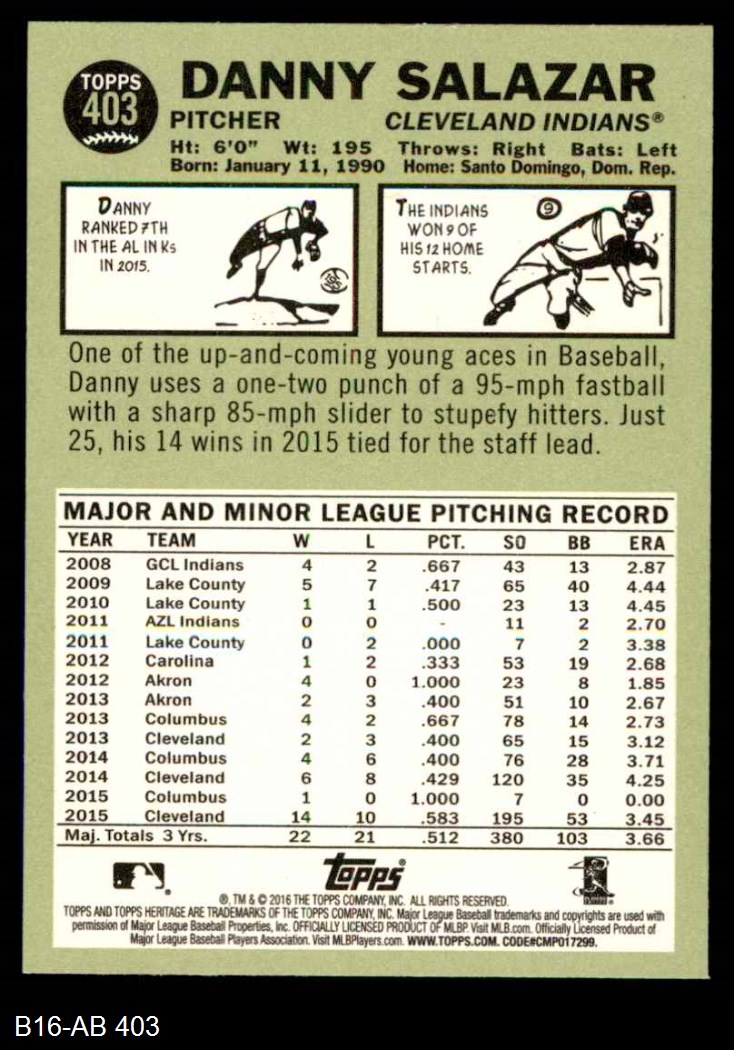 TOPPS
403
DANNY SALAZAR
PITCHER CLEVELAND INDIANS®
Ht: 6'0" Wt: 195 Throws: Right Bats: Left
Born: January 11, 1990 Home: Santo Domingo, Dom. Rep.
DANNY
RANKED 7TH
IN THE AL IN Ks
IN 2015.
THE INDIANS
WON 9 OF
HIS 12 HOME
STARTS.
9
One of the up-and-coming young aces in Baseball,
Danny uses a one-two punch of a 95-mph fastball
with a sharp 85-mph slider to stupefy hitters. Just
25, his 14 wins in 2015 tied for the staff lead.
MAJOR AND MINOR LEAGUE PITCHING RECORD
YEAR TEAM W L PCT. SO BB ERA
2008 GCL Indians 4 2 .667 43 13 2.87
2009 Lake County 5 7 .417 65 40 4.44
2010 Lake County 1 1 .500 23 13 4.45
2011 AZL Indians 0 0 - 11 2 2.70
2011 Lake County 0 2 .000 7 2 3.38
2012 Carolina 1 2 .333 53 19 2.68
2012 Akron 4 0 1.000 23 8 1.85
2013 Akron 2 3 .400 51 10 2.67
2013 Columbus 4 2 .667 78 14 2.73
2013 Cleveland 2 3 .400 65 15 3.12
2014 Columbus 4 6 .400 76 28 3.71
2014 Cleveland 6 8 .429 120 35 4.25
2015 Columbus 1 0 1.000 7 0 0.00
2015 Cleveland 14 10 .583 195 53 3.45
Maj. Totals 3 Yrs. 22 21 .512 380 103 3.66
topps®
®, TM & © 2016 THE TOPPS COMPANY, INC. ALL RIGHTS RESERVED.
TOPPS AND TOPPS HERITAGE ARE TRADEMARKS OF THE TOPPS COMPANY, INC. Major League Baseball trademarks and copyrights are used with
permission of Major League Baseball Properties, Inc. OFFICIALLY LICENSED PRODUCT OF MLBP. Visit MLB.com. Officially Licensed Product of
Major League Baseball Players Association. Visit MLBPlayers.com. WWW.TOPPS.COM. CODE#CMP017299.
B16-AB 403